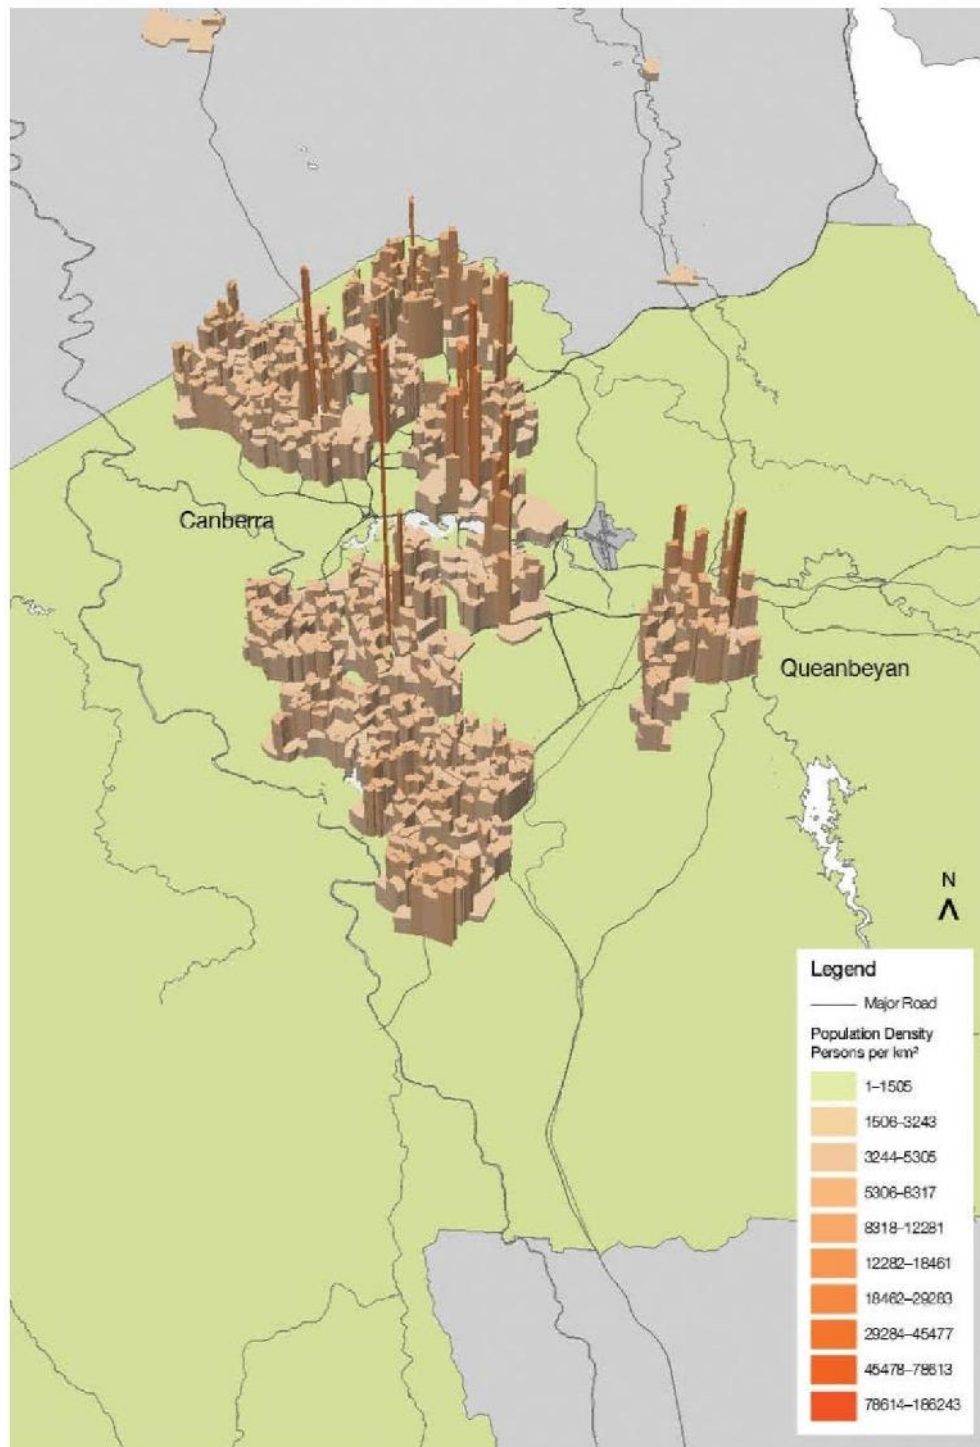 Canberra
Queanbeyan
N
Legend
Major Road
Population Density
Persons per km²
1–1505
1506–3243
3244–5305
5306–8317
8318–12281
12282–18461
18462–29283
29284–45477
45478–78613
78614–186243